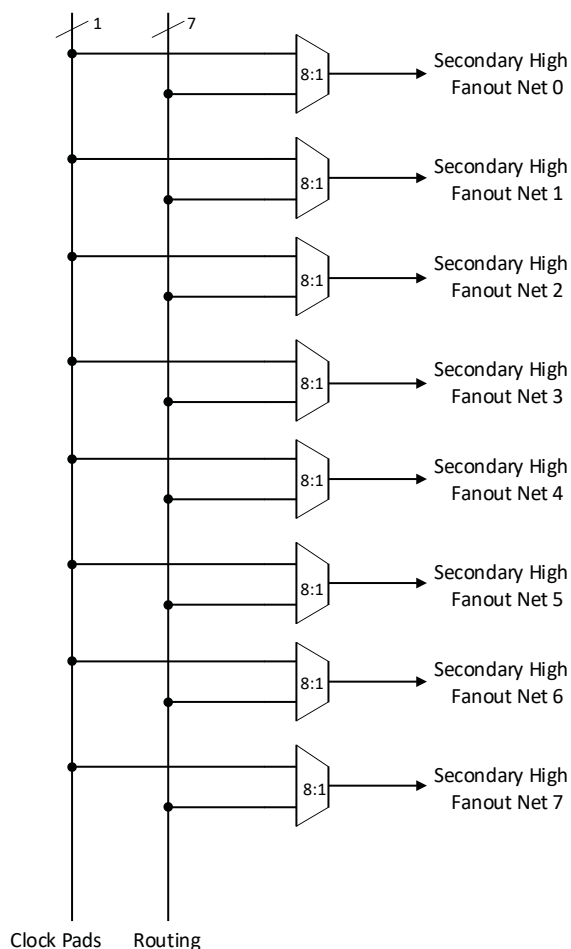 1
7
8:1
Secondary High
Fanout Net 0
8:1
Secondary High
Fanout Net 1
8:1
Secondary High
Fanout Net 2
8:1
Secondary High
Fanout Net 3
8:1
Secondary High
Fanout Net 4
8:1
Secondary High
Fanout Net 5
8:1
Secondary High
Fanout Net 6
8:1
Secondary High
Fanout Net 7
Clock Pads
Routing